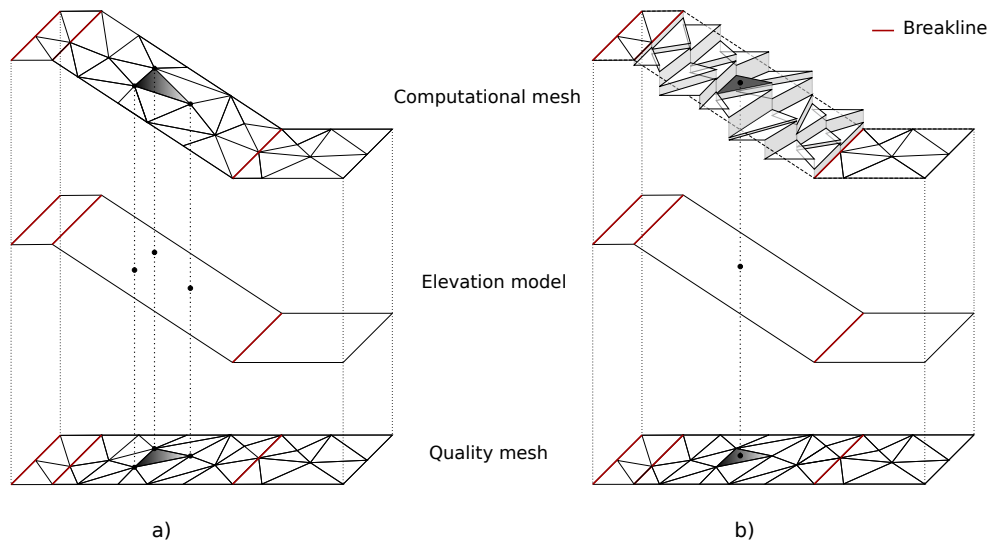 Breakline
Computational mesh
Elevation model
Quality mesh
a)
b)